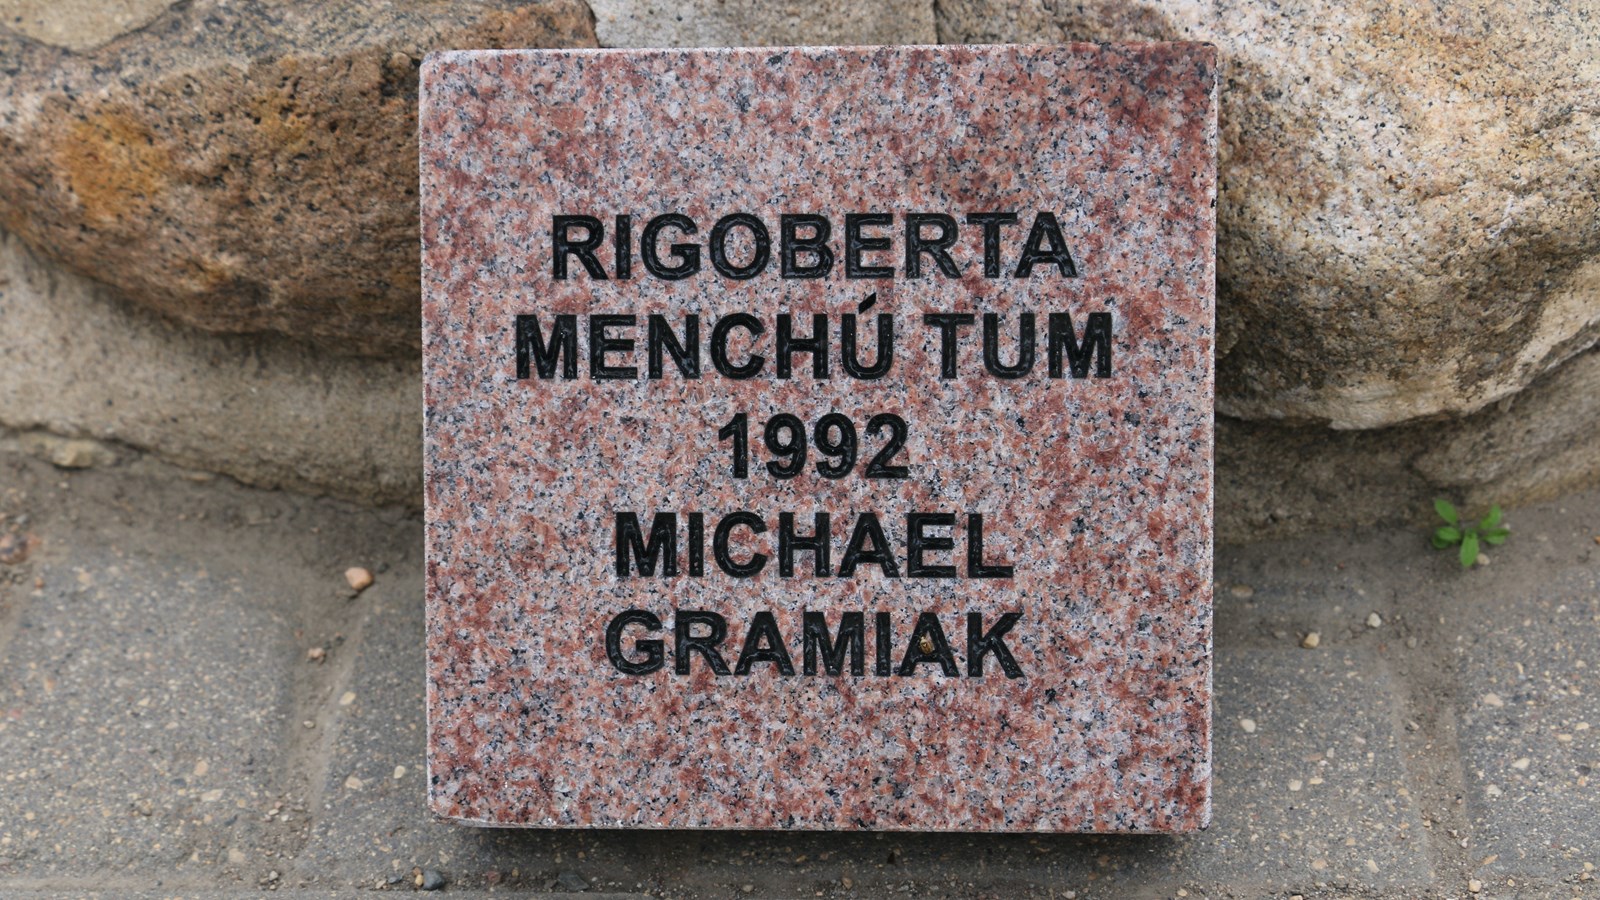 RIGOBERTA
MENCHÚ TUM
1992
MICHAEL
GRAMIAK